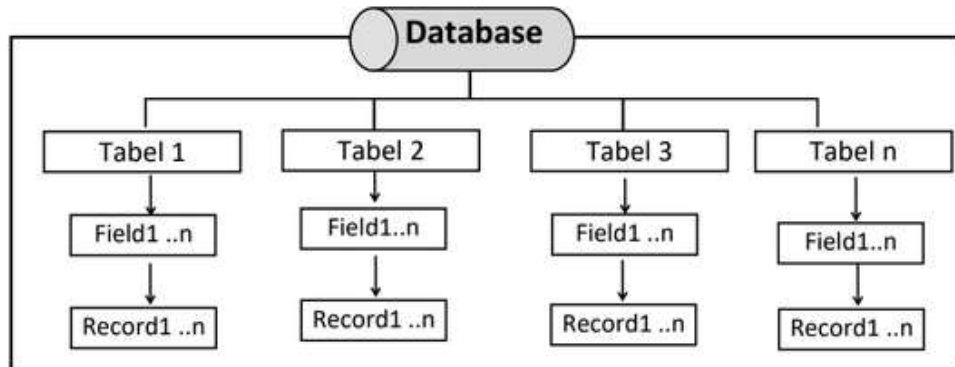 Database
Tabel 1
Tabel 2
Tabel 3
Tabel n
Field1 ..n
Field1..n
Field1 ..n
Field1..n
Record1 ..n
Record1 ..n
Record1 ..n
Record1 ..n